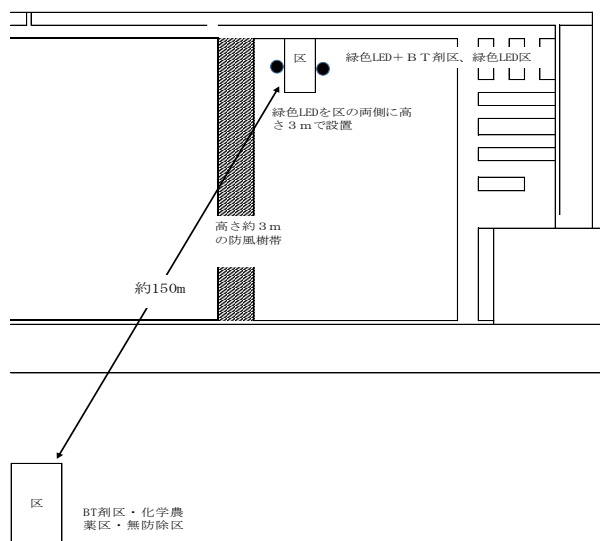 区
緑色LED＋ＢＴ剤区、緑色LED区
緑色LEDを区の両側に高
さ３ｍで設置
高さ約３ｍ
の防風樹帯
約150m
区
BT剤区・化学農
薬区・無防除区